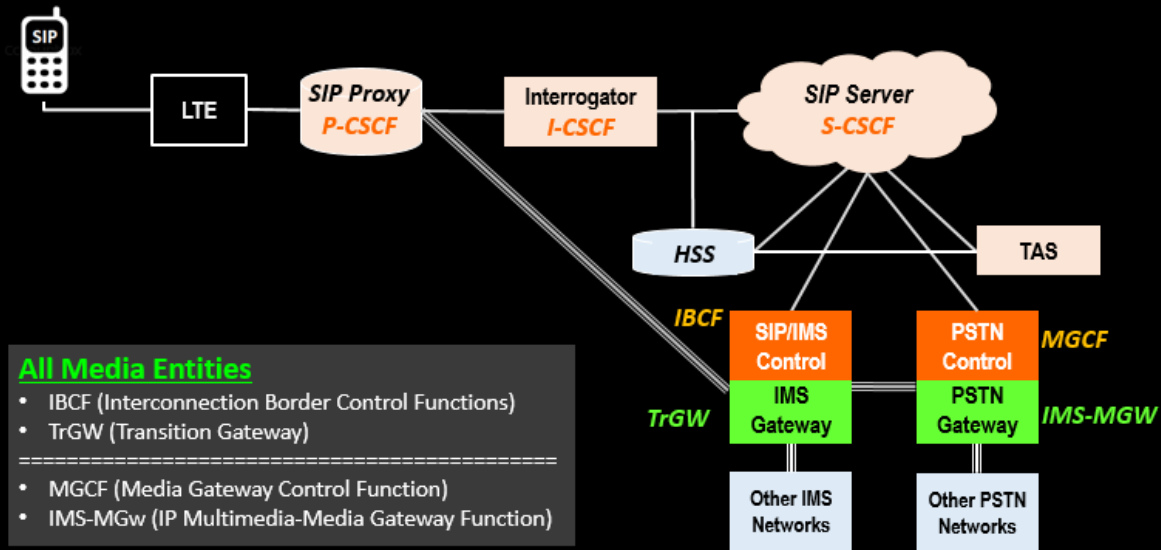 SIP
LTE
SIP Proxy
P-CSCF
Interrogator
I-CSCF
SIP Server
S-CSCF
HSS
TAS
IBCF
SIP/IMS
Control
PSTN
Control
MGCF
TrGW
IMS
Gateway
PSTN
Gateway
IMS-MGW
Other IMS
Networks
Other PSTN
Networks
All Media Entities
• IBCF (Interconnection Border Control Functions)
• TrGW (Transition Gateway)
==============================================
• MGCF (Media Gateway Control Function)
• IMS-MGw (IP Multimedia-Media Gateway Function)